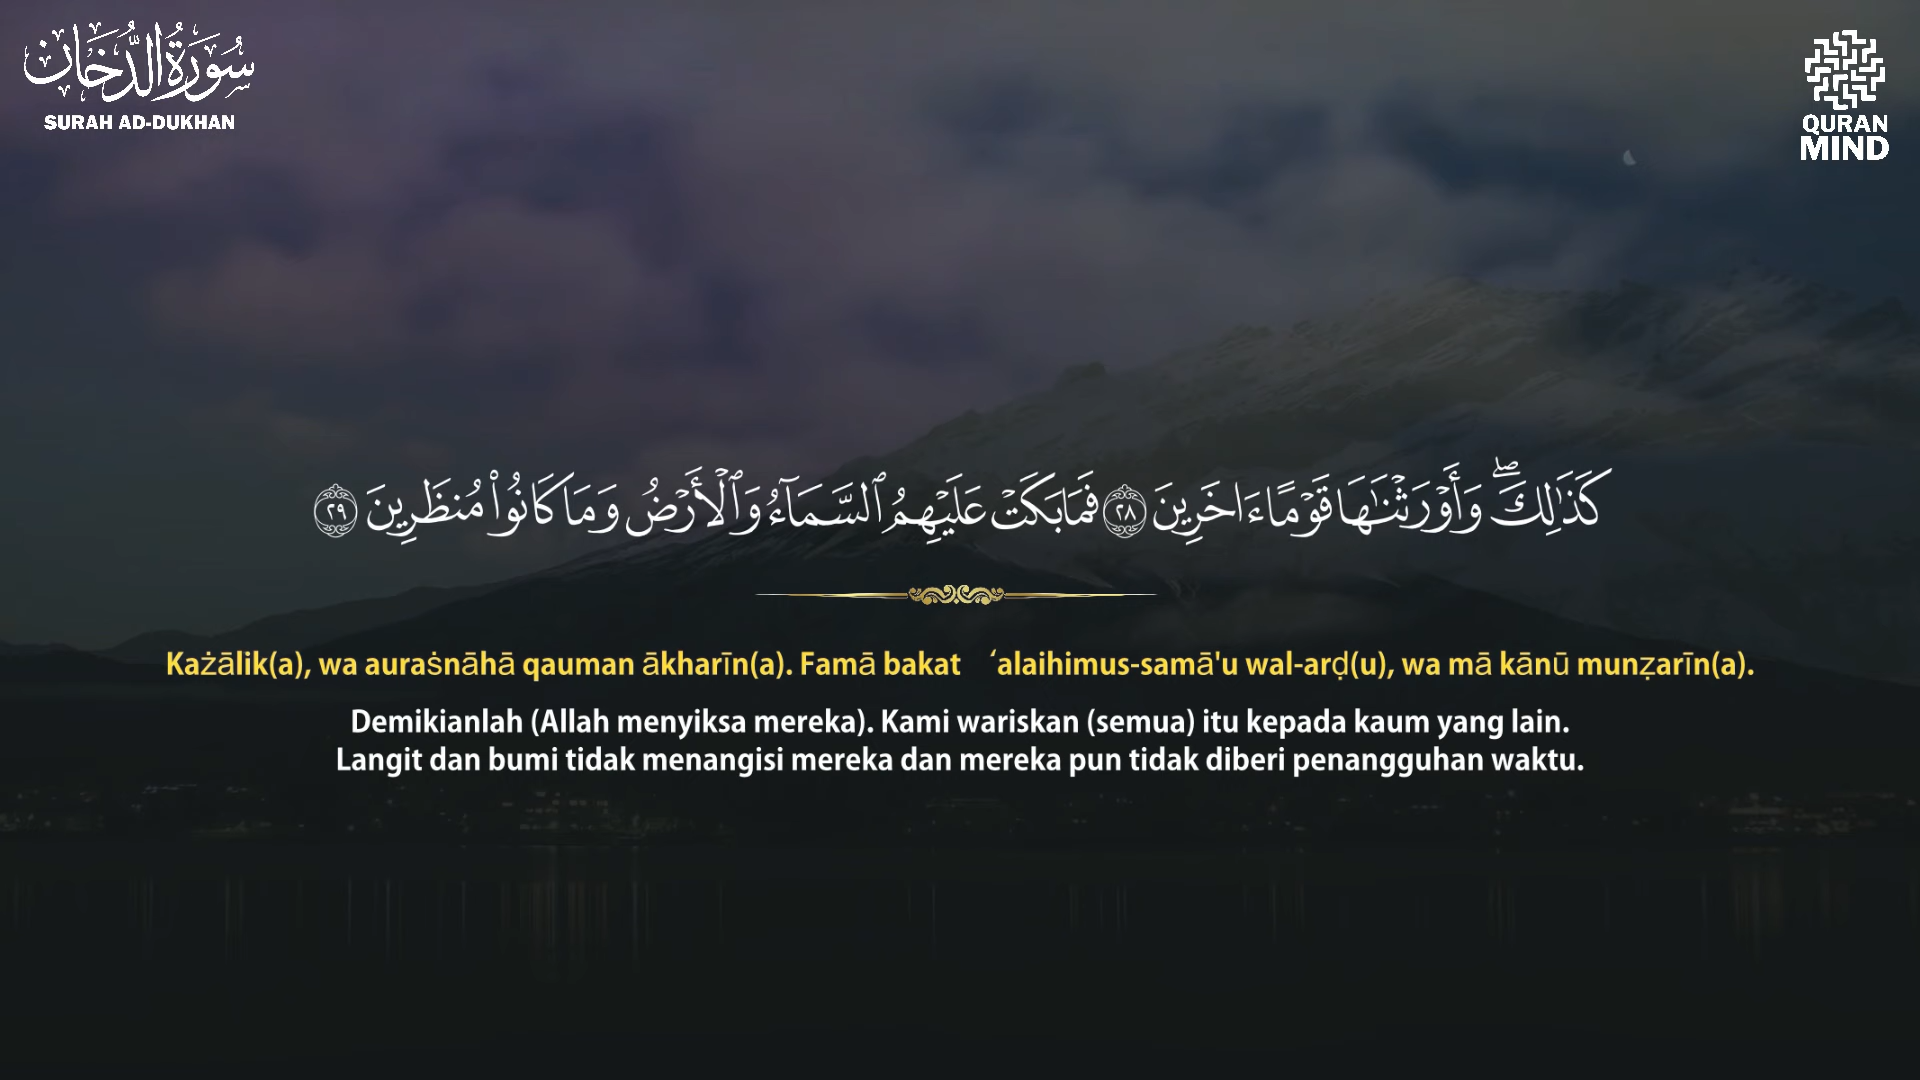 سُورَةُ الدُّخَان
SURAH AD-DUKHAN
QURAN
MIND
كَذَٰلِكَ ۖ وَأَوْرَثْنَـٰهَا قَوْمًا ءَاخَرِينَ ٢٨ فَمَا بَكَتْ عَلَيْهِمُ ٱلسَّمَآءُ وَٱلْأَرْضُ وَمَا كَانُوا۟ مُنظَرِينَ ٢٩
Każālik(a), wa auraṡnāhā qauman ākharīn(a). Famā bakat ‘alaihimus-samā'u wal-arḍ(u), wa mā kānū munẓarīn(a).
Demikianlah (Allah menyiksa mereka). Kami wariskan (semua) itu kepada kaum yang lain.
Langit dan bumi tidak menangisi mereka dan mereka pun tidak diberi penangguhan waktu.